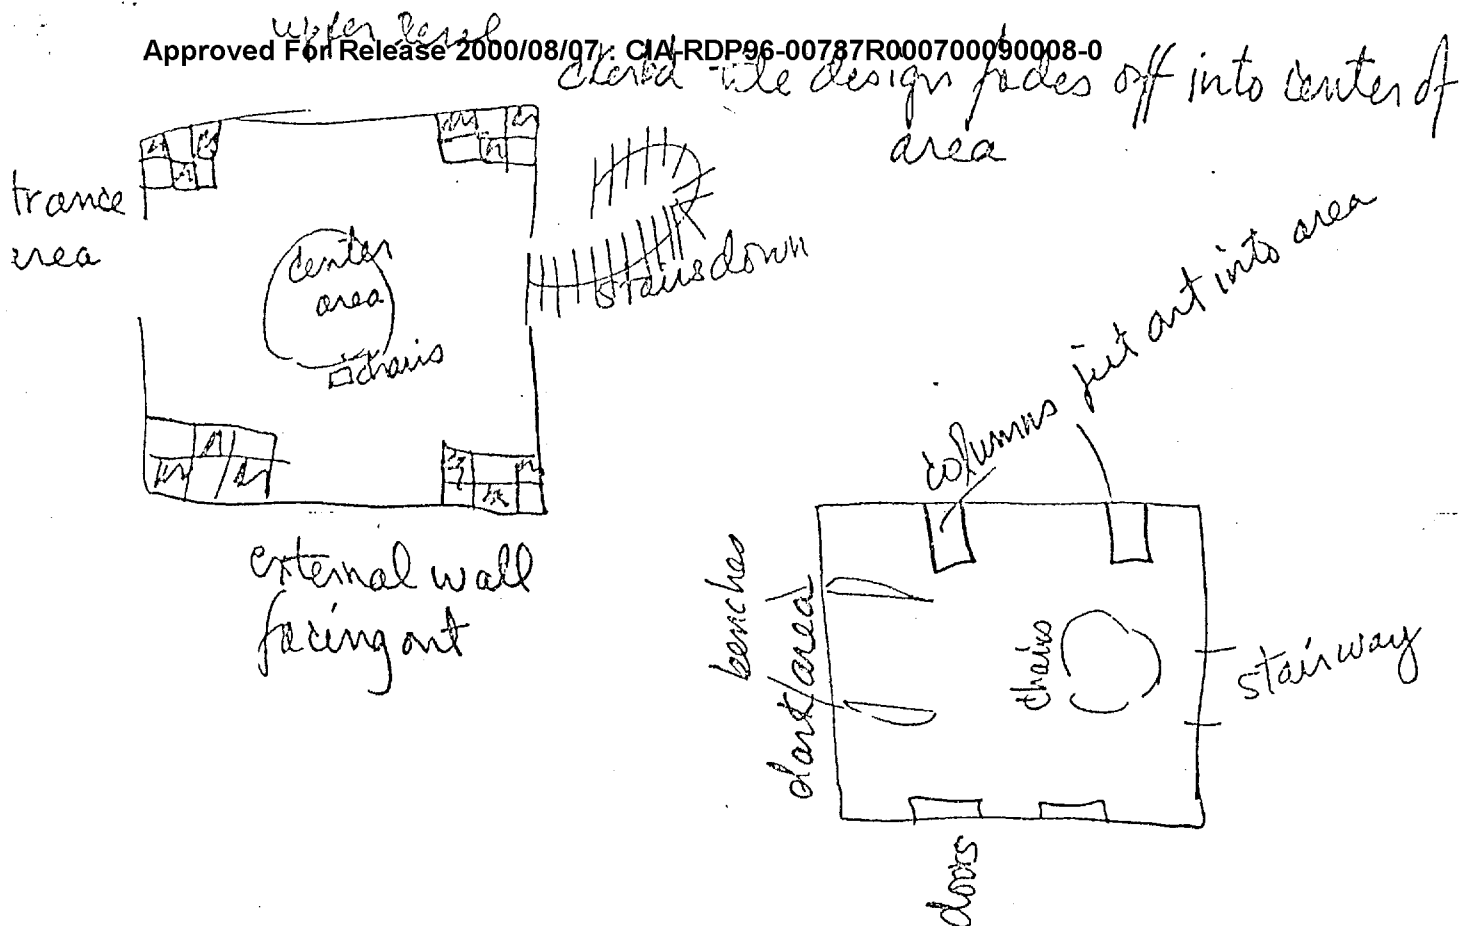 upper level
Approved For Release 2000/08/07 : CIA-RDP96-00787R000700090008-0
tile design fades off into center of
area
trance
area
center
area
chairs
stairs down
external wall
facing out
columns jut out into area
benches
dark area
chairs
stairway
doors